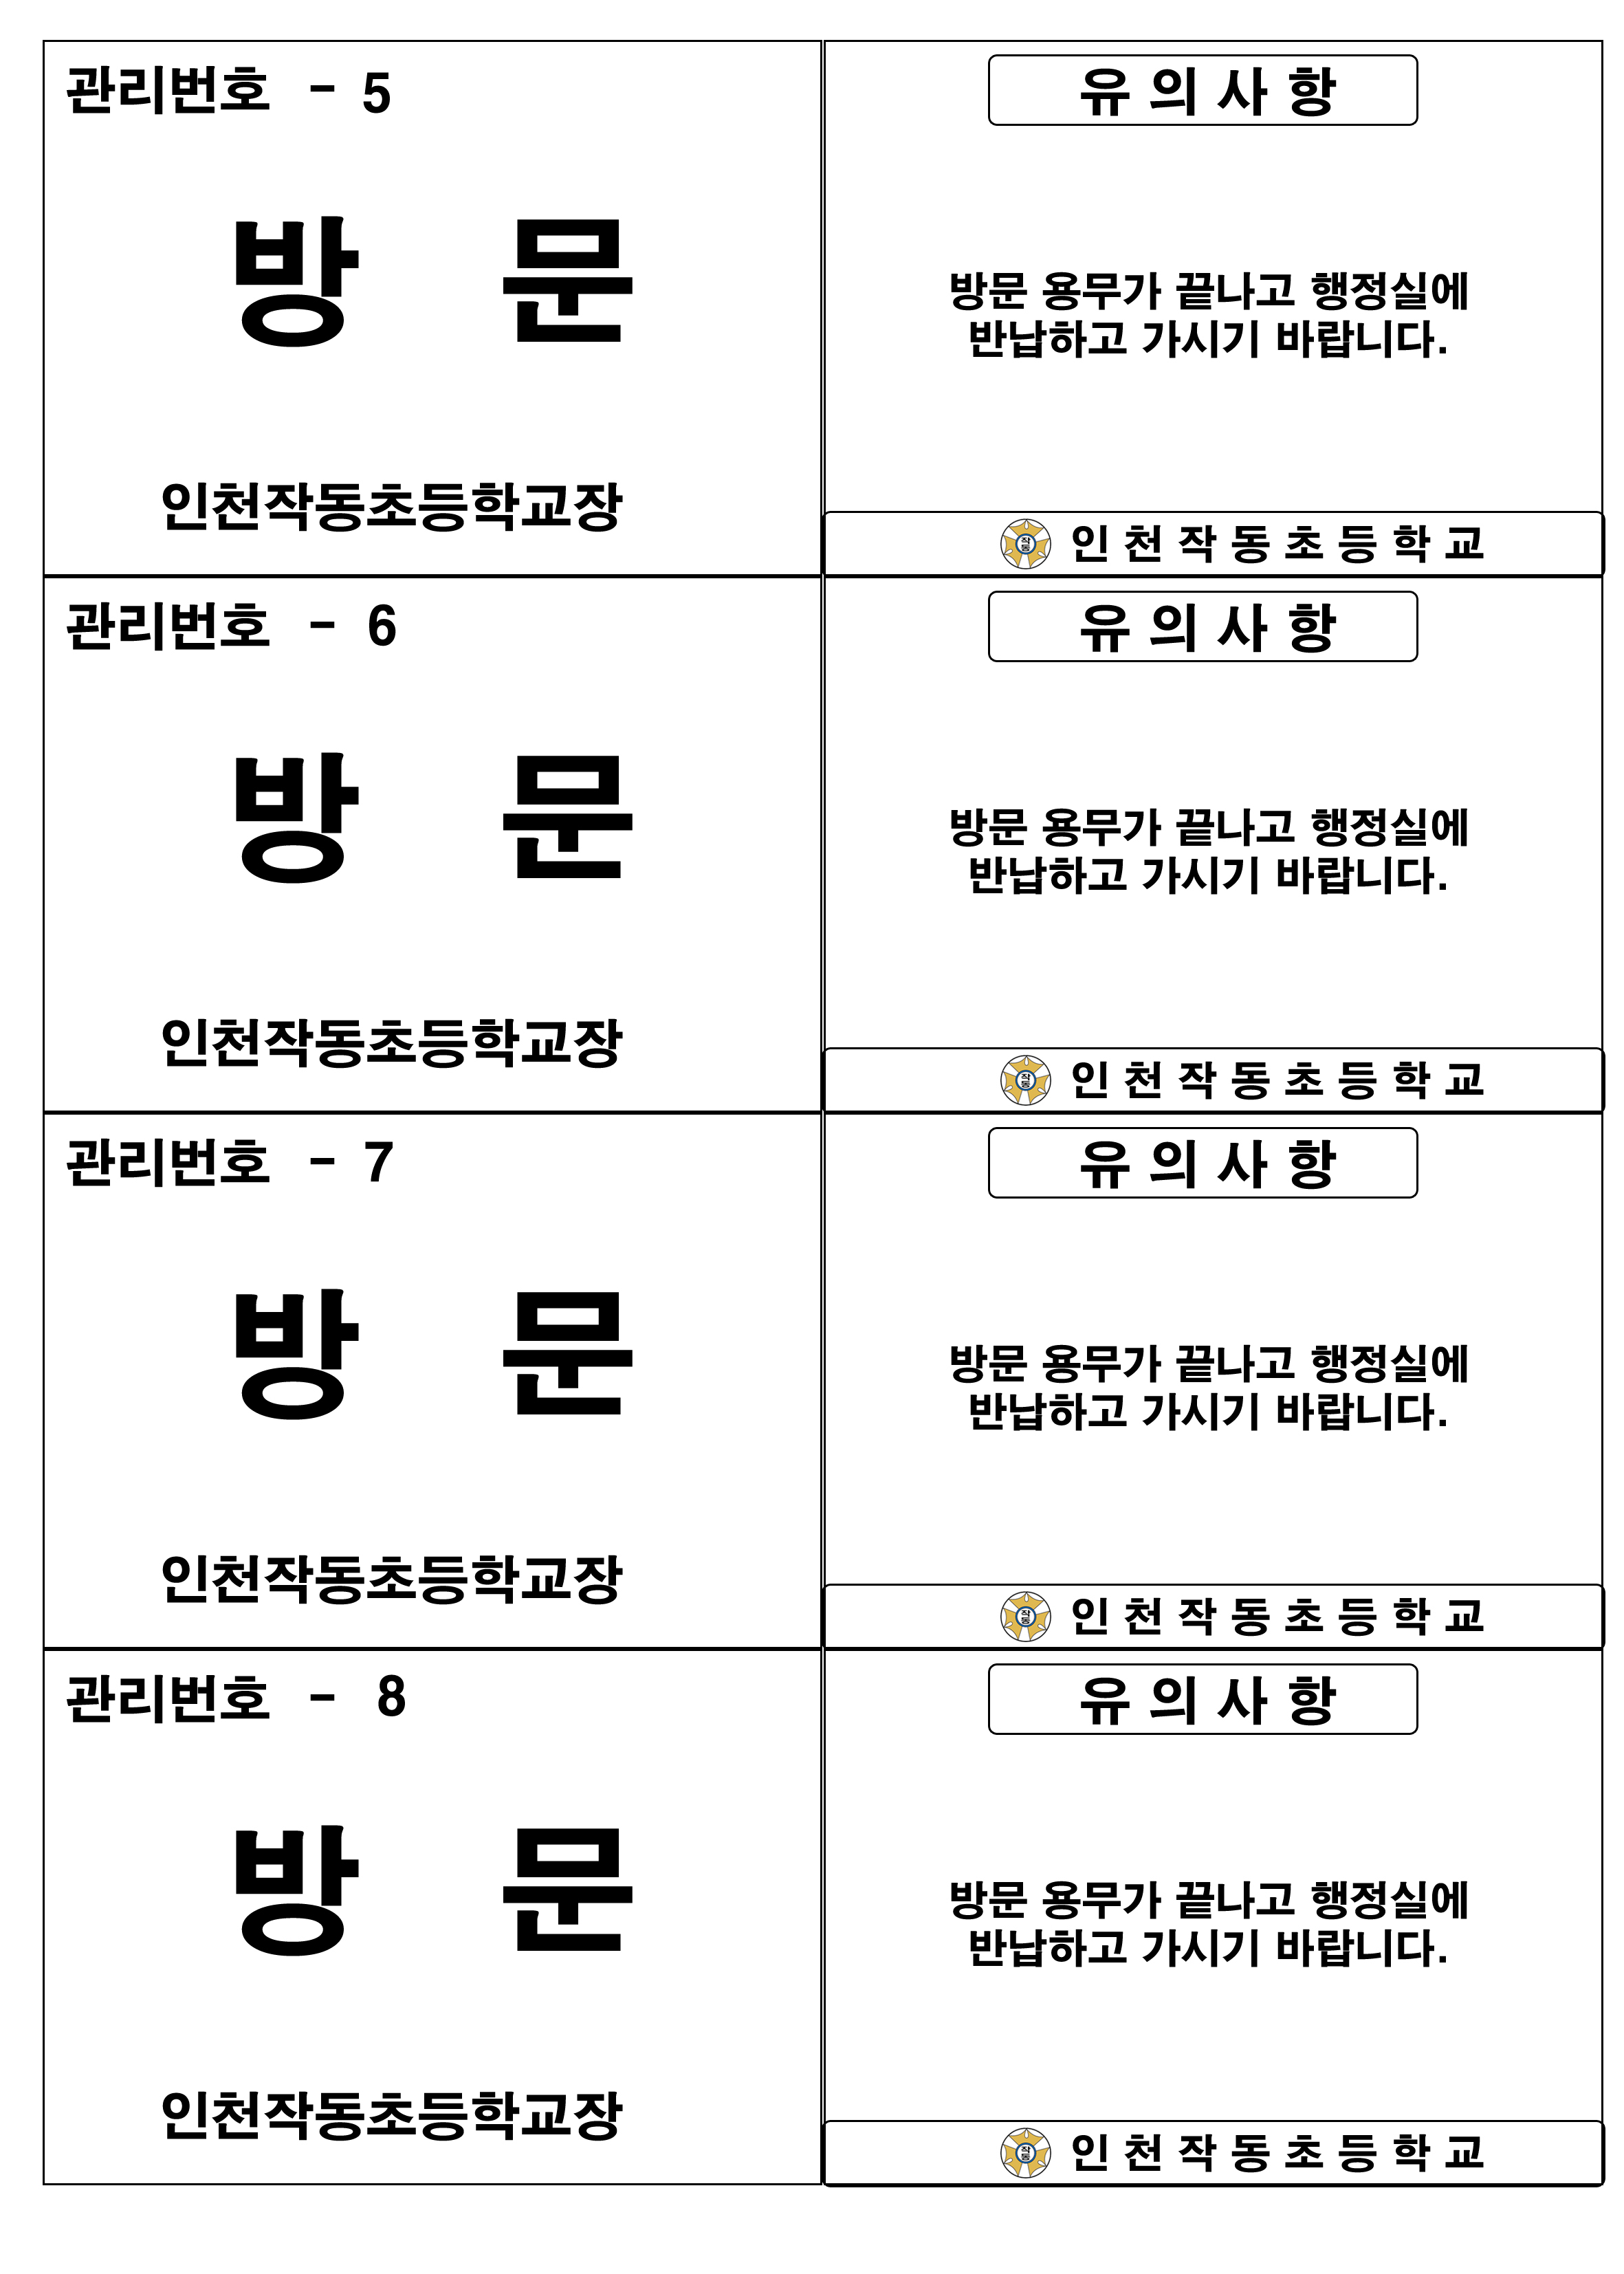 관리번호 - 5
방 문
인천작동초등학교장
유 의 사 항
방문 용무가 끝나고 행정실에
반납하고 가시기 바랍니다.
작동
인 천 작 동 초 등 학 교
관리번호 - 6
방 문
인천작동초등학교장
유 의 사 항
방문 용무가 끝나고 행정실에
반납하고 가시기 바랍니다.
작동
인 천 작 동 초 등 학 교
관리번호 - 7
방 문
인천작동초등학교장
유 의 사 항
방문 용무가 끝나고 행정실에
반납하고 가시기 바랍니다.
작동
인 천 작 동 초 등 학 교
관리번호 - 8
방 문
인천작동초등학교장
유 의 사 항
방문 용무가 끝나고 행정실에
반납하고 가시기 바랍니다.
작동
인 천 작 동 초 등 학 교